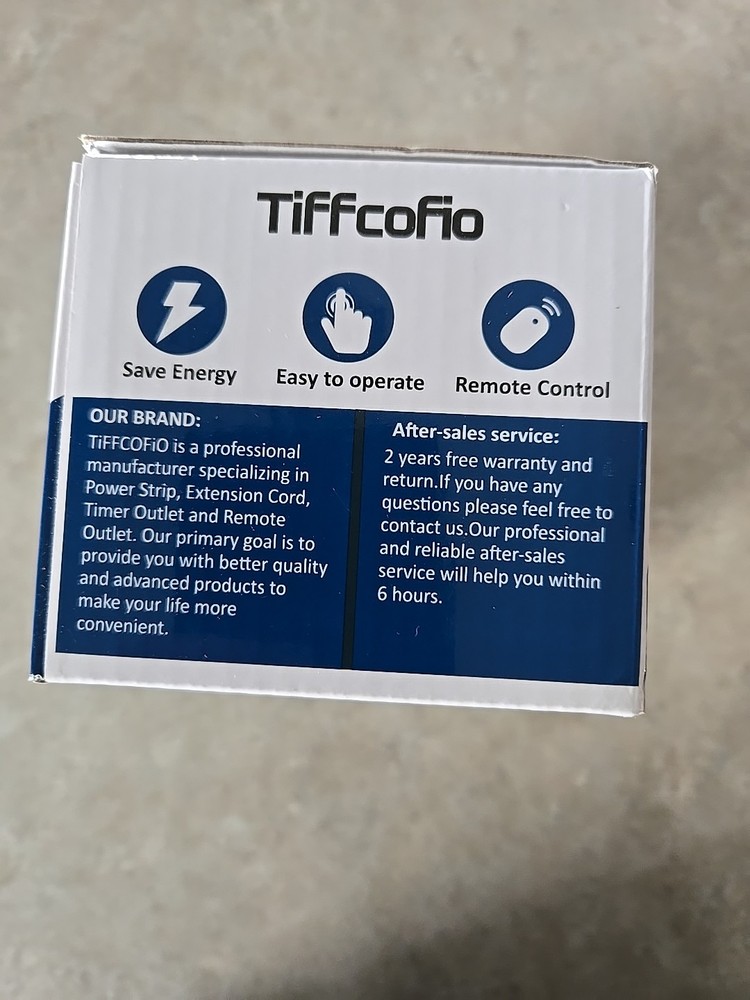 Tiffcofio
Save Energy
Easy to operate
Remote Control
OUR BRAND:
TiFFCOFiO is a professional
manufacturer specializing in
Power Strip, Extension Cord,
Timer Outlet and Remote
Outlet. Our primary goal is to
provide you with better quality
and advanced products to
make your life more
convenient.
After-sales service:
2 years free warranty and
return.If you have any
questions please feel free to
contact us.Our professional
and reliable after-sales
service will help you within
6 hours.